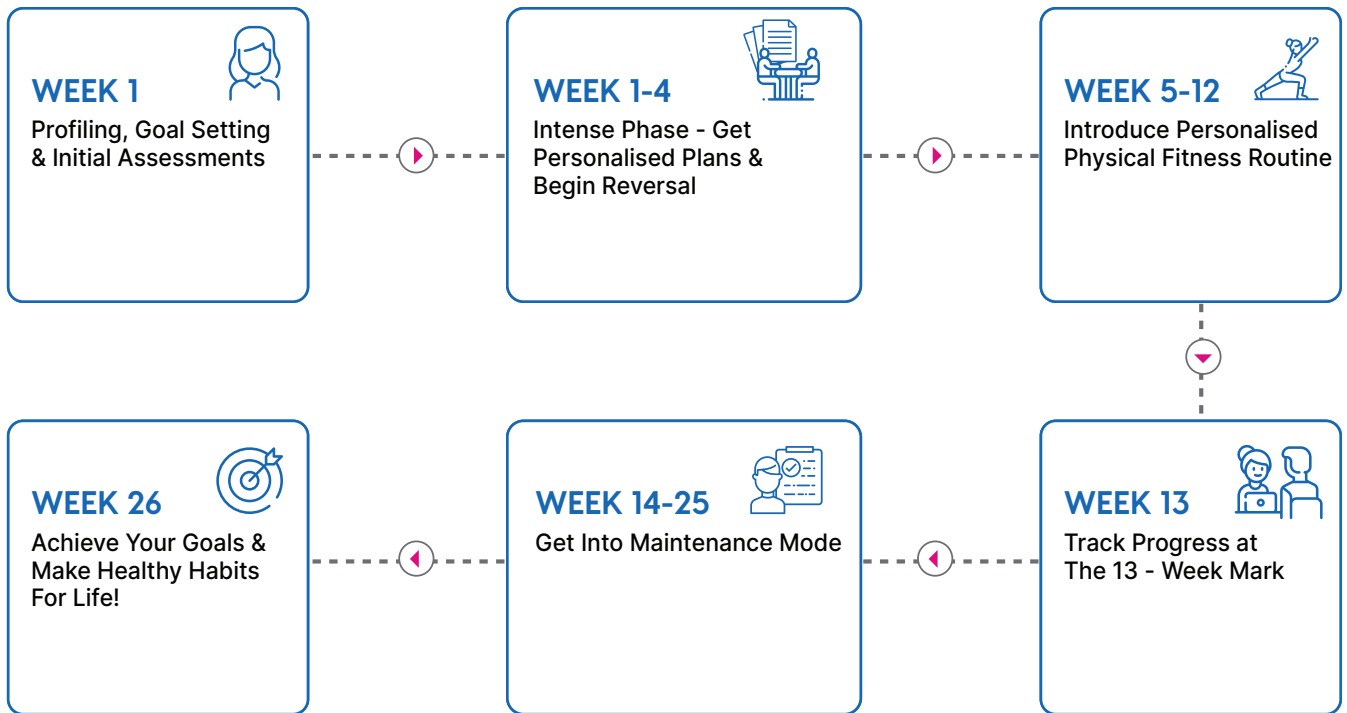 WEEK 1
Profiling, Goal Setting
& Initial Assessments
WEEK 1-4
Intense Phase - Get
Personalised Plans &
Begin Reversal
WEEK 5-12
Introduce Personalised
Physical Fitness Routine
WEEK 13
Track Progress at
The 13 - Week Mark
WEEK 14-25
Get Into Maintenance Mode
WEEK 26
Achieve Your Goals &
Make Healthy Habits
For Life!